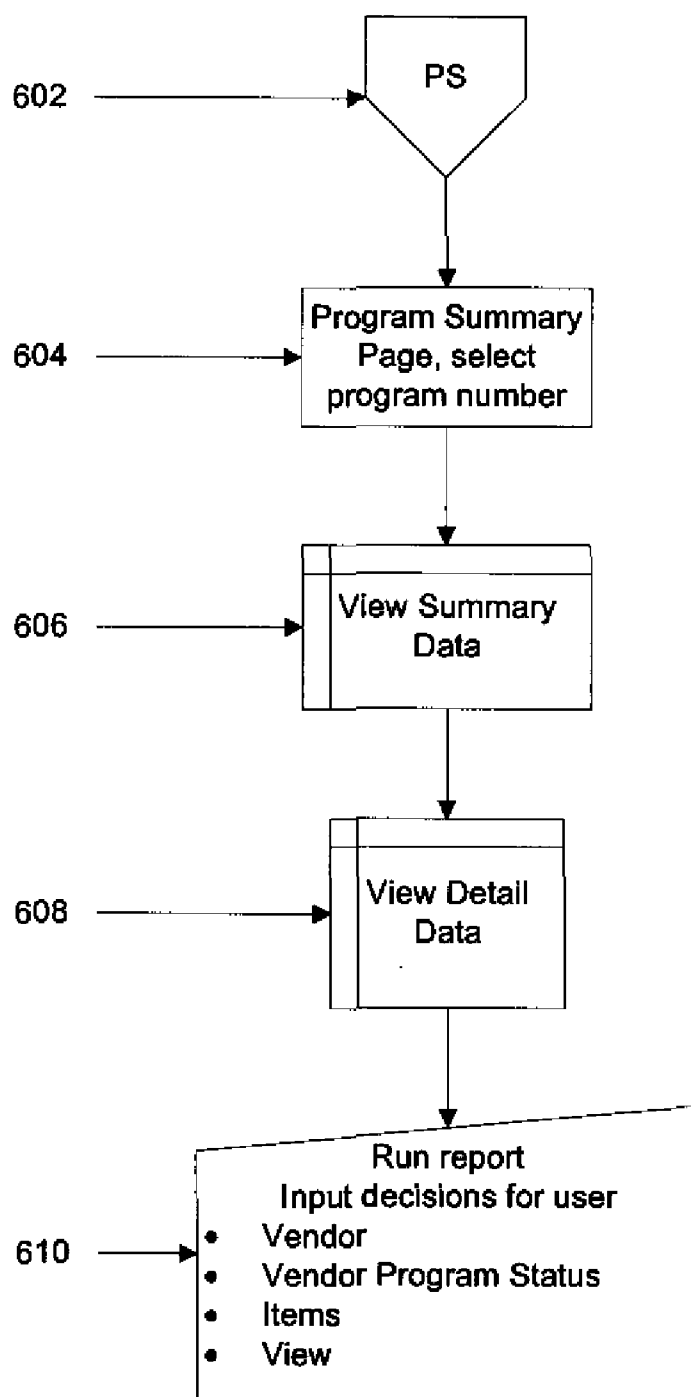 PS
602
Program Summary
Page, select
program number
604
View Summary
Data
606
View Detail
Data
608
Run report
Input decisions for user
• Vendor
• Vendor Program Status
• Items
• View
610